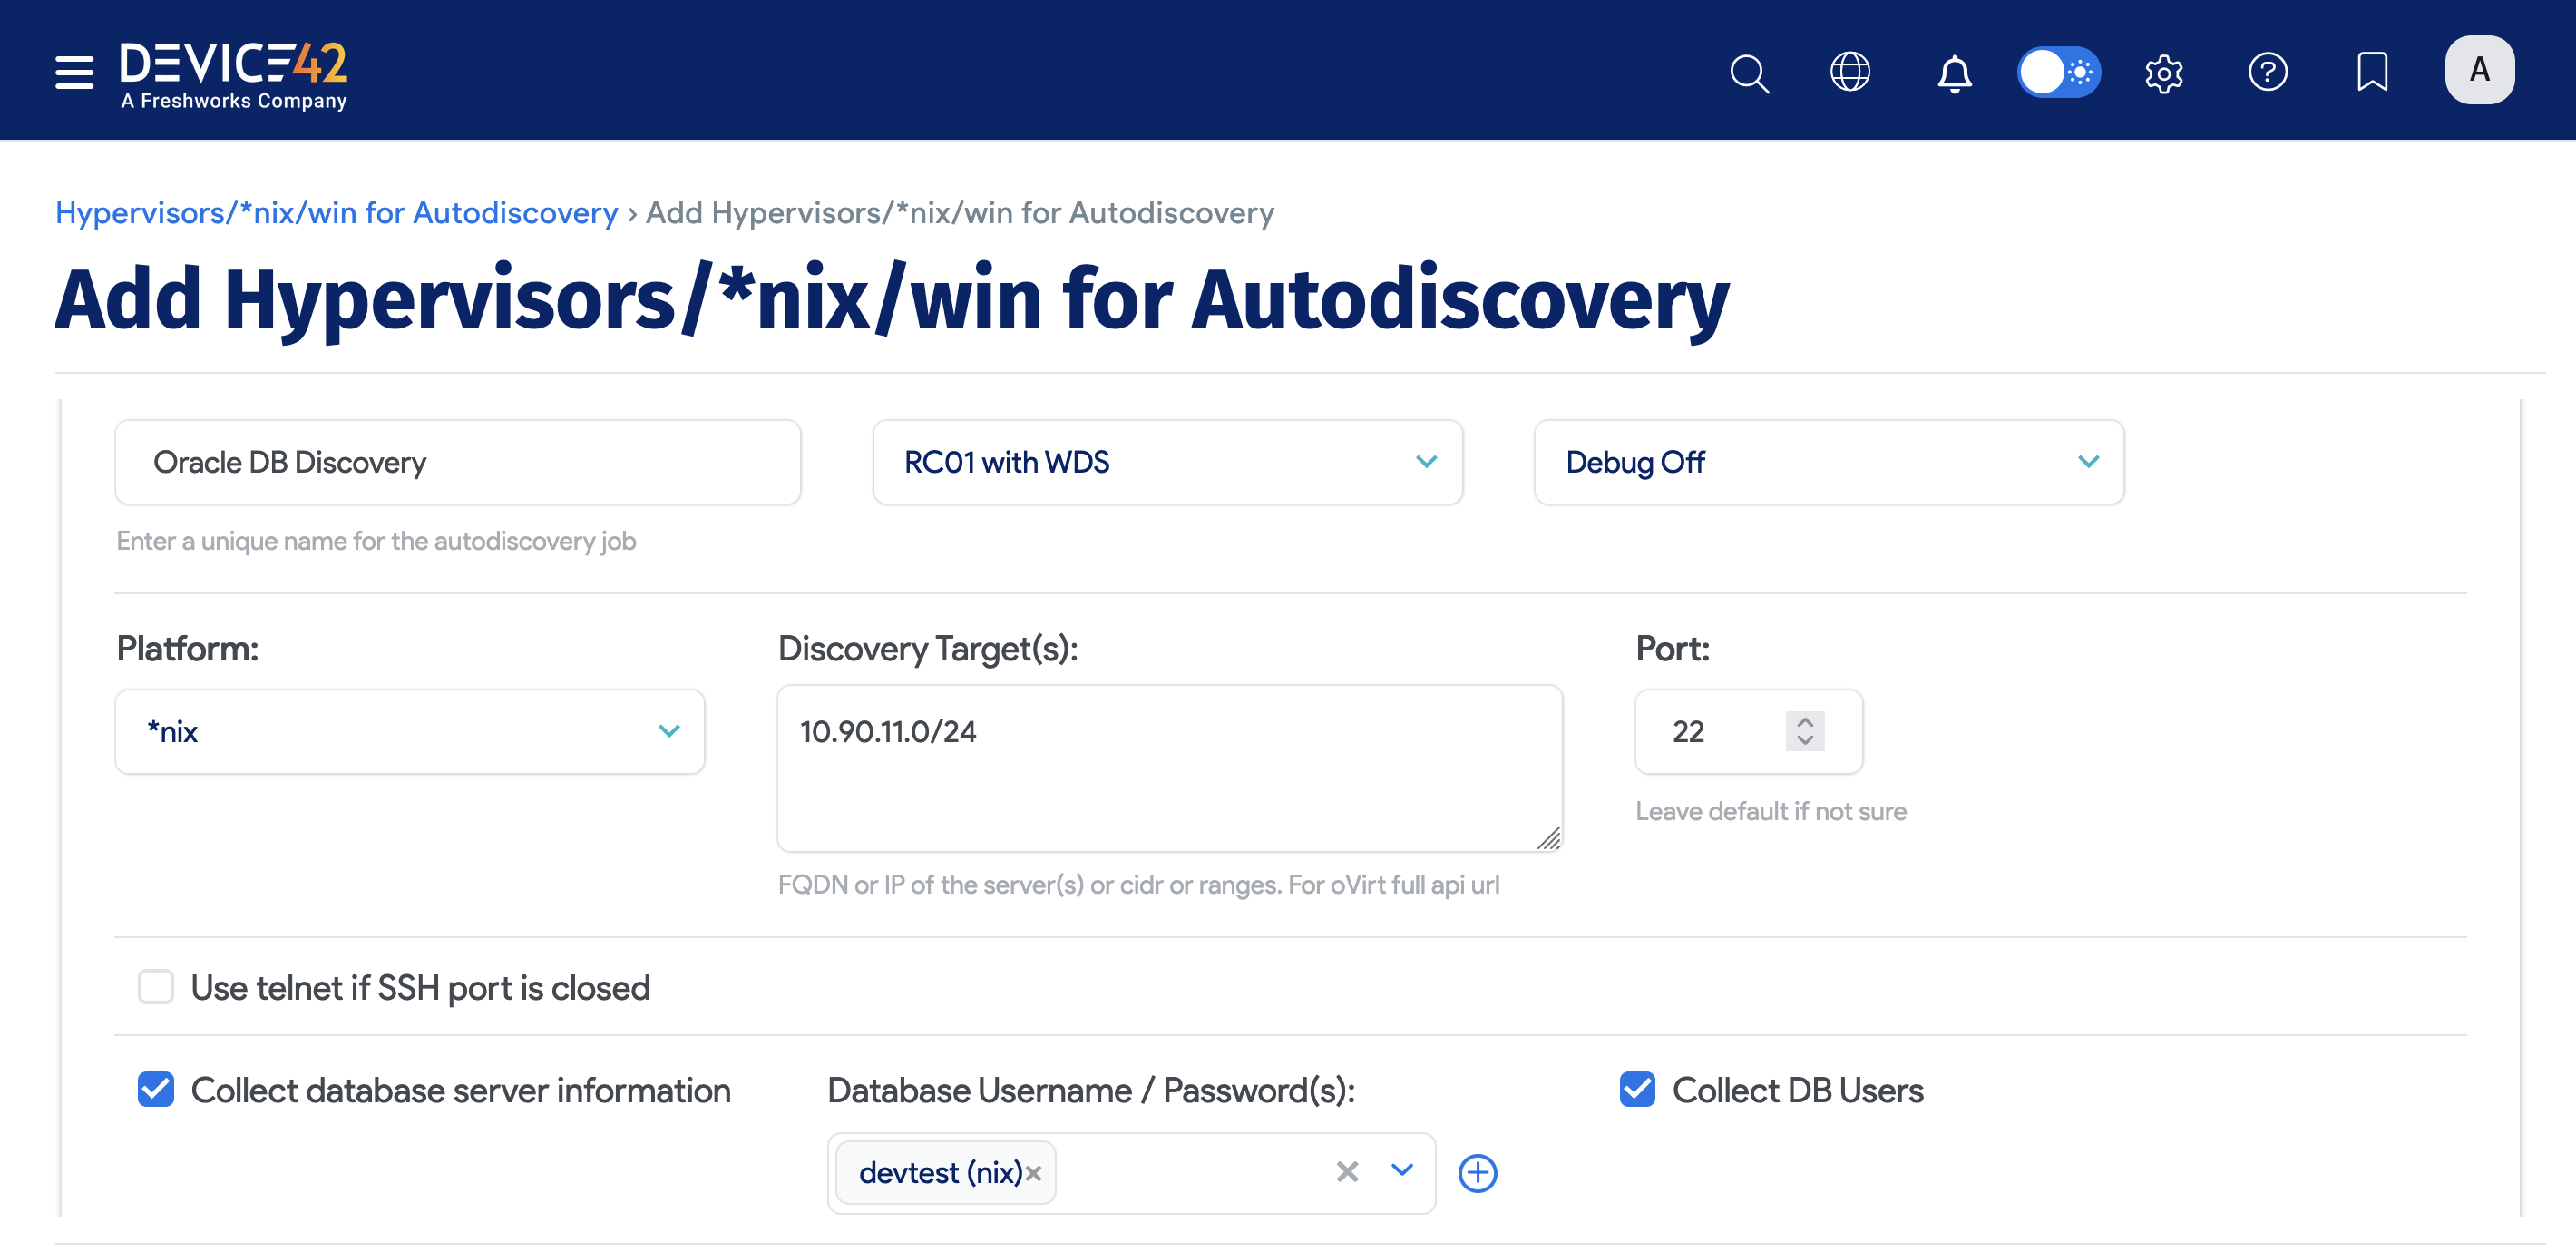 DEVICE42
A Freshworks Company
A
Hypervisors/*nix/win for Autodiscovery › Add Hypervisors/*nix/win for Autodiscovery
Add Hypervisors/*nix/win for Autodiscovery
Oracle DB Discovery
RC01 with WDS
Debug Off
Enter a unique name for the autodiscovery job
Platform:
Discovery Target(s):
Port:
*nix
10.90.11.0/24
22
Leave default if not sure
FQDN or IP of the server(s) or cidr or ranges. For oVirt full api url
Use telnet if SSH port is closed
Collect database server information
Database Username / Password(s):
Collect DB Users
devtest (nix)